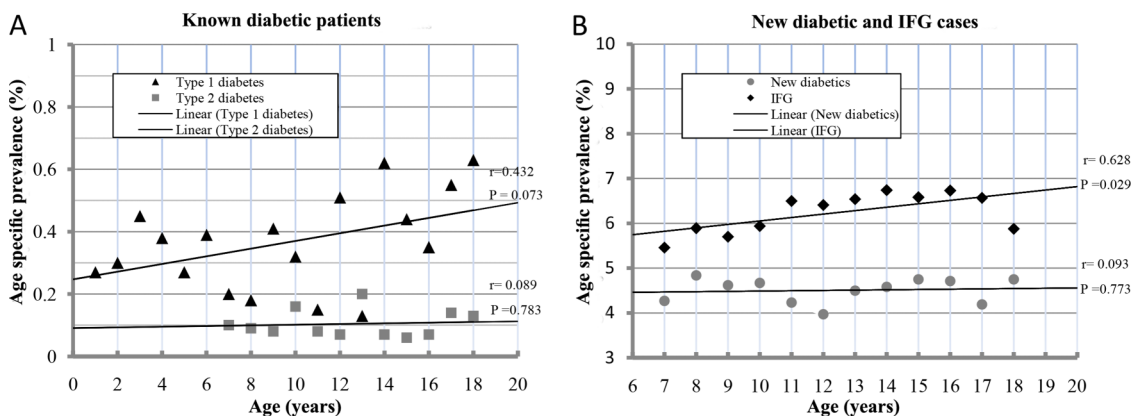 A
Known diabetic patients
Age specific prevalence (%)
1
0.8
0.6
0.4
0.2
0
Type 1 diabetes
Type 2 diabetes
Linear (Type 1 diabetes)
Linear (Type 2 diabetes)
r=0.432
P =0.073
r= 0.089
P =0.783
0 2 4 6 8 10 12 14 16 18 20
Age (years)
B
New diabetic and IFG cases
Age specific prevalence (%)
10
9
8
7
6
5
4
3
New diabetics
IFG
Linear (New diabetics)
Linear (IFG)
r= 0.628
P =0.029
r= 0.093
P =0.773
6 7 8 9 10 11 12 13 14 15 16 17 18 19 20
Age (years)